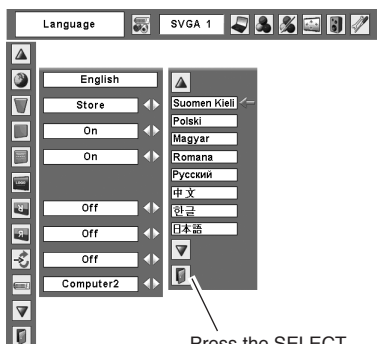 Language
SVGA 1
English
Store
On
On
Off
Off
Off
Computer2
Suomen Kieli
Polski
Magyar
Romana
Русский
中文
한글
日本語
Press the SELECT